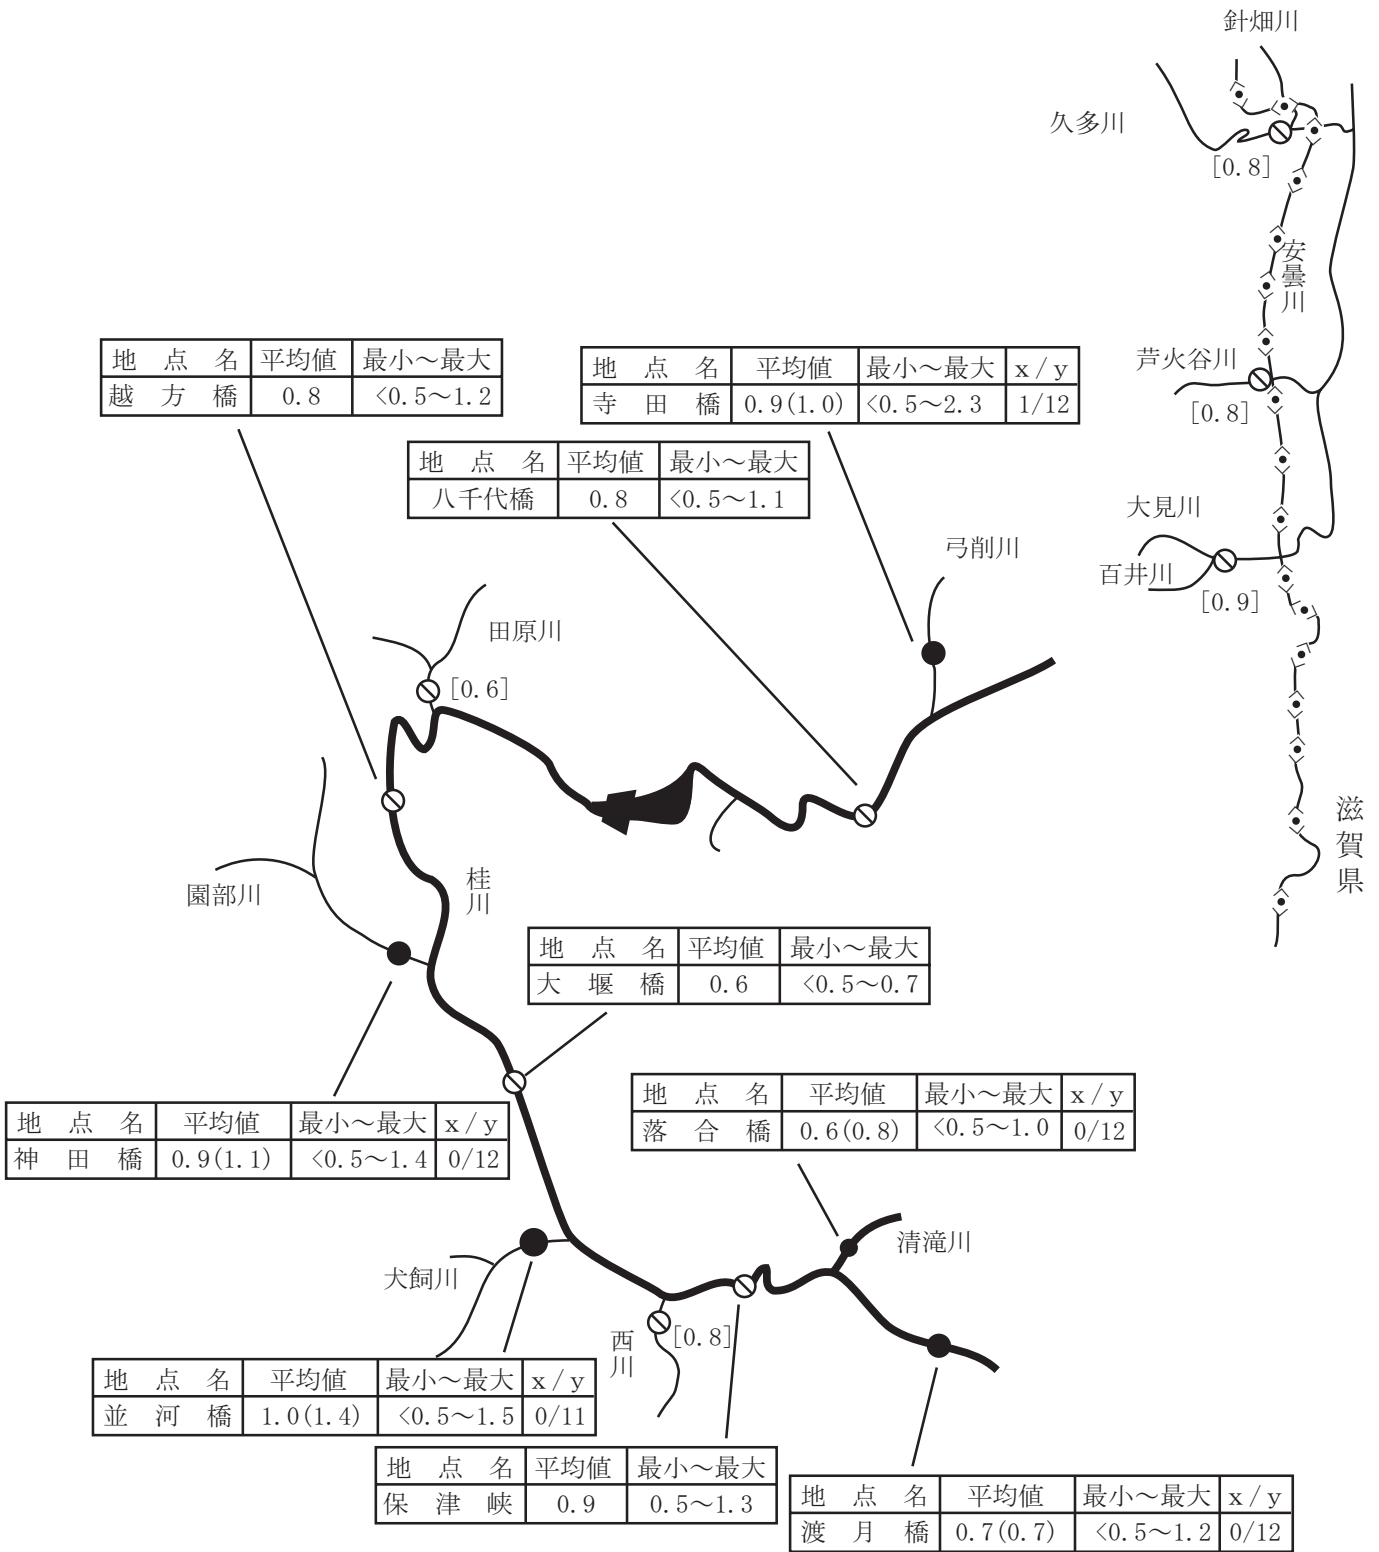 針畑川
久多川
[0.8]
安曇川
芦火谷川
[0.8]
大見川
百井川
[0.9]
滋賀県
地点名 平均値 最小～最大
越方橋 0.8 <0.5～1.2
地点名 平均値 最小～最大 x/y
寺田橋 0.9(1.0) <0.5～2.3 1/12
地点名 平均値 最小～最大
八千代橋 0.8 <0.5～1.1
弓削川
田原川
[0.6]
園部川
桂川
地点名 平均値 最小～最大
大堰橋 0.6 <0.5～0.7
地点名 平均値 最小～最大 x/y
神田橋 0.9(1.1) <0.5～1.4 0/12
地点名 平均値 最小～最大 x/y
落合橋 0.6(0.8) <0.5～1.0 0/12
清滝川
犬飼川
西川
[0.8]
地点名 平均値 最小～最大 x/y
並河橋 1.0(1.4) <0.5～1.5 0/11
地点名 平均値 最小～最大
保津峡 0.9 0.5～1.3
地点名 平均値 最小～最大 x/y
渡月橋 0.7(0.7) <0.5～1.2 0/12